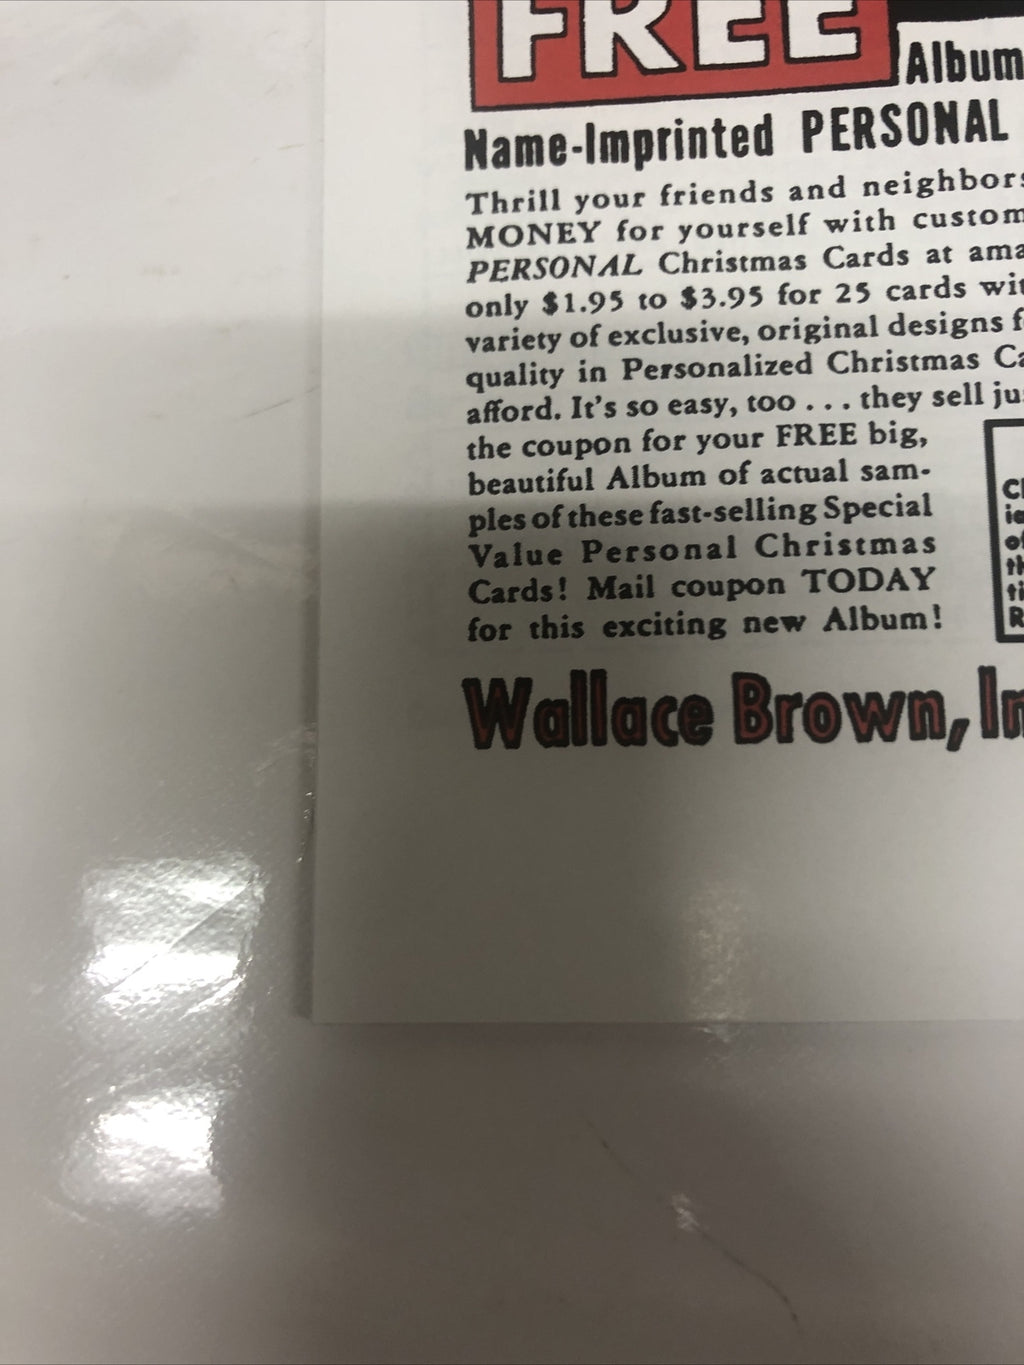 FREE Album
Name-Imprinted PERSONAL
Thrill your friends and neighbors
MONEY for yourself with custom
PERSONAL Christmas Cards at ama
only $1.95 to $3.95 for 25 cards wit
variety of exclusive, original designs f
quality in Personalized Christmas Ca
afford. It's so easy, too . . . they sell ju
the coupon for your FREE big,
beautiful Album of actual sam-
ples of these fast-selling Special
Value Personal Christmas
Cards! Mail coupon TODAY
for this exciting new Album!
Wallace Brown, In